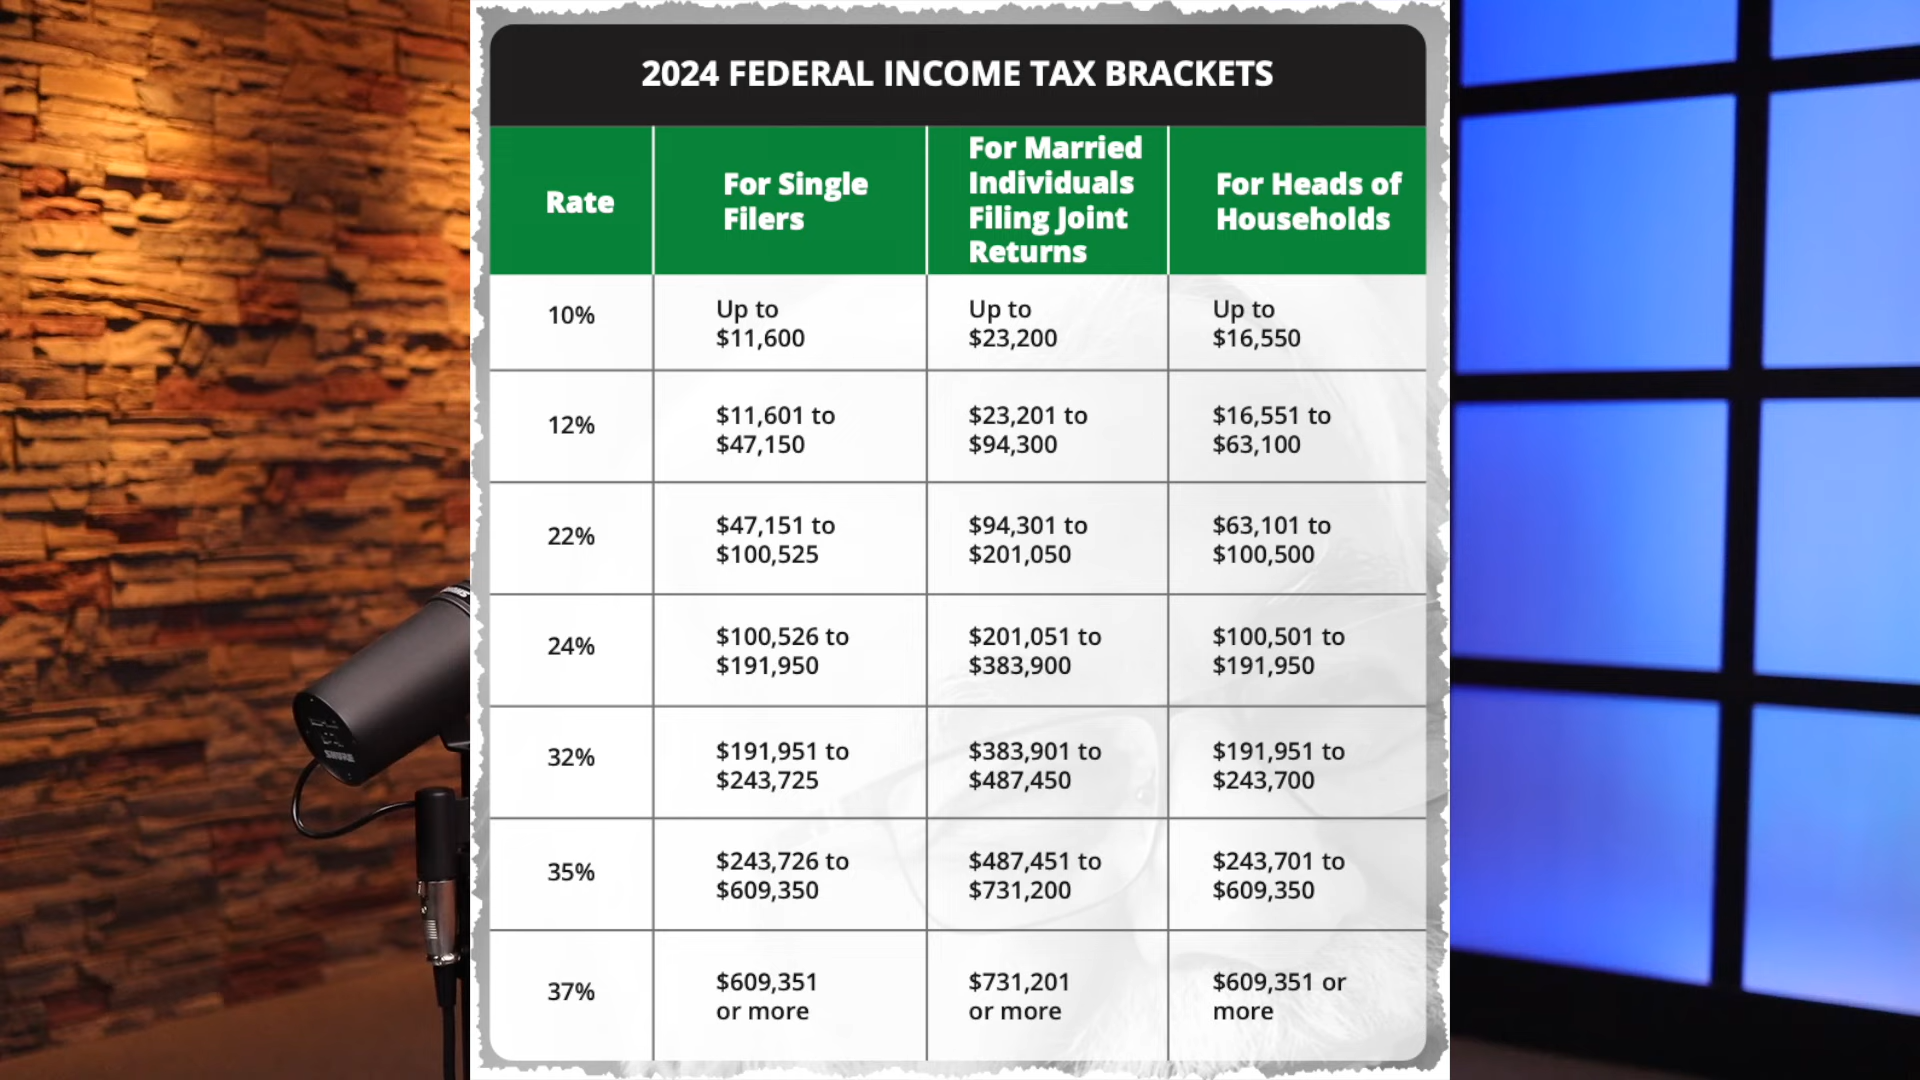 2024 FEDERAL INCOME TAX BRACKETS
Rate
For Single
Filers
For Married
Individuals
Filing Joint
Returns
For Heads of
Households
10%
Up to
$11,600
Up to
$23,200
Up to
$16,550
12%
$11,601 to
$47,150
$23,201 to
$94,300
$16,551 to
$63,100
22%
$47,151 to
$100,525
$94,301 to
$201,050
$63,101 to
$100,500
24%
$100,526 to
$191,950
$201,051 to
$383,900
$100,501 to
$191,950
32%
$191,951 to
$243,725
$383,901 to
$487,450
$191,951 to
$243,700
35%
$243,726 to
$609,350
$487,451 to
$731,200
$243,701 to
$609,350
37%
$609,351
or more
$731,201
or more
$609,351 or
more
SHURE